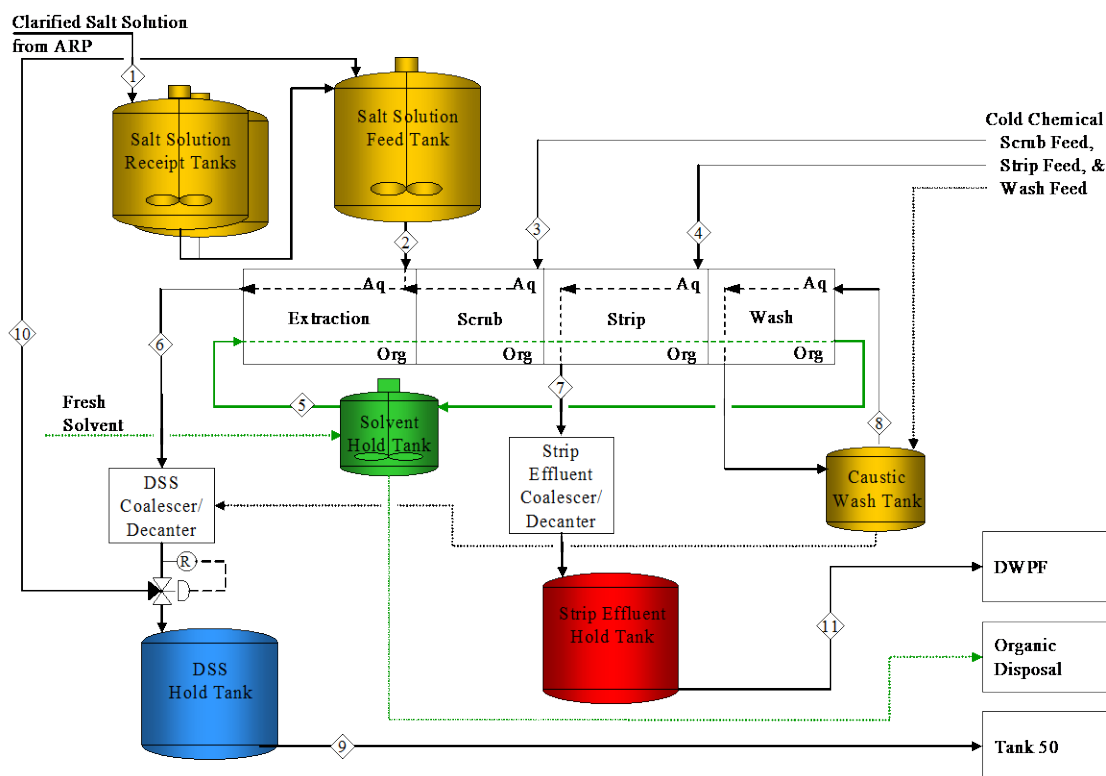 Clarified Salt Solution
from ARP
1
Salt Solution
Receipt Tanks
Salt Solution
Feed Tank
Cold Chemical
Scrub Feed,
Strip Feed, &
Wash Feed
2
3
4
Aq
Aq
Aq
Aq
Extraction
Scrub
Strip
Wash
Org
Org
Org
Org
10
6
5
7
8
Fresh
Solvent
Solvent
Hold Tank
DSS
Coalescer/
Decanter
Strip
Effluent
Coalescer/
Decanter
Caustic
Wash Tank
R
D
DSS
Hold Tank
Strip Effluent
Hold Tank
11
9
DWPF
Organic
Disposal
Tank 50